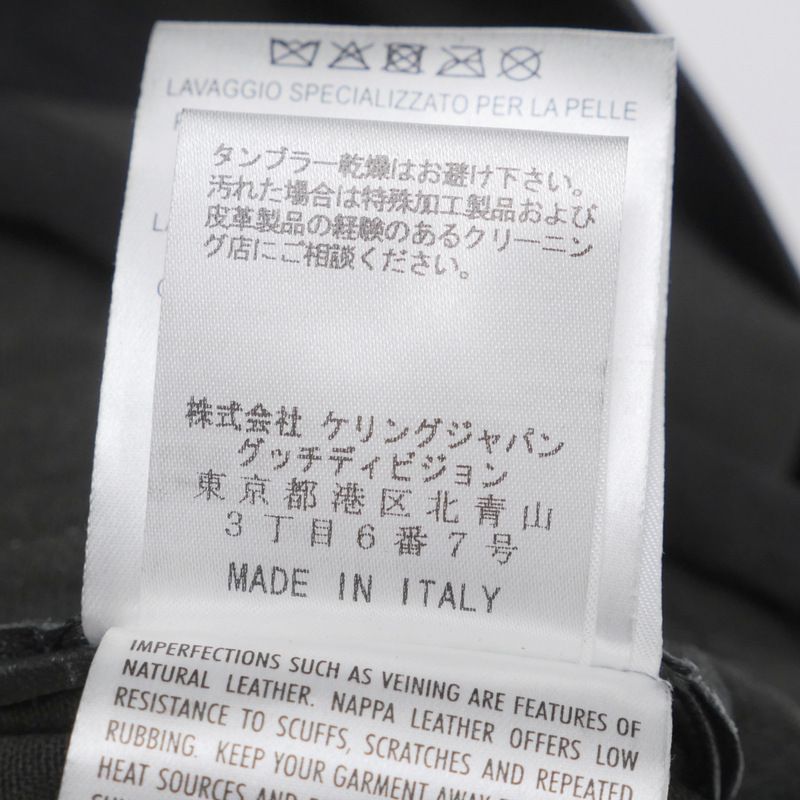 LAVAGGIO SPECIALIZZATO PER LA PELLE
タンブラー乾燥はお避け下さい。
汚れた場合は特殊加工製品および
皮革製品の経験のあるクリーニン
グ店にご相談ください。
株式会社 ケリングジャパン
グッチディビジョン
東京都港区北青山
3丁目6番7号
MADE IN ITALY
IMPERFECTIONS SUCH AS VEINING ARE FEATURES OF
NATURAL LEATHER. NAPPA LEATHER OFFERS LOW
RESISTANCE TO SCUFFS, SCRATCHES AND REPEATED
RUBBING. KEEP YOUR GARMENT AWAY
HEAT SOURCES AND